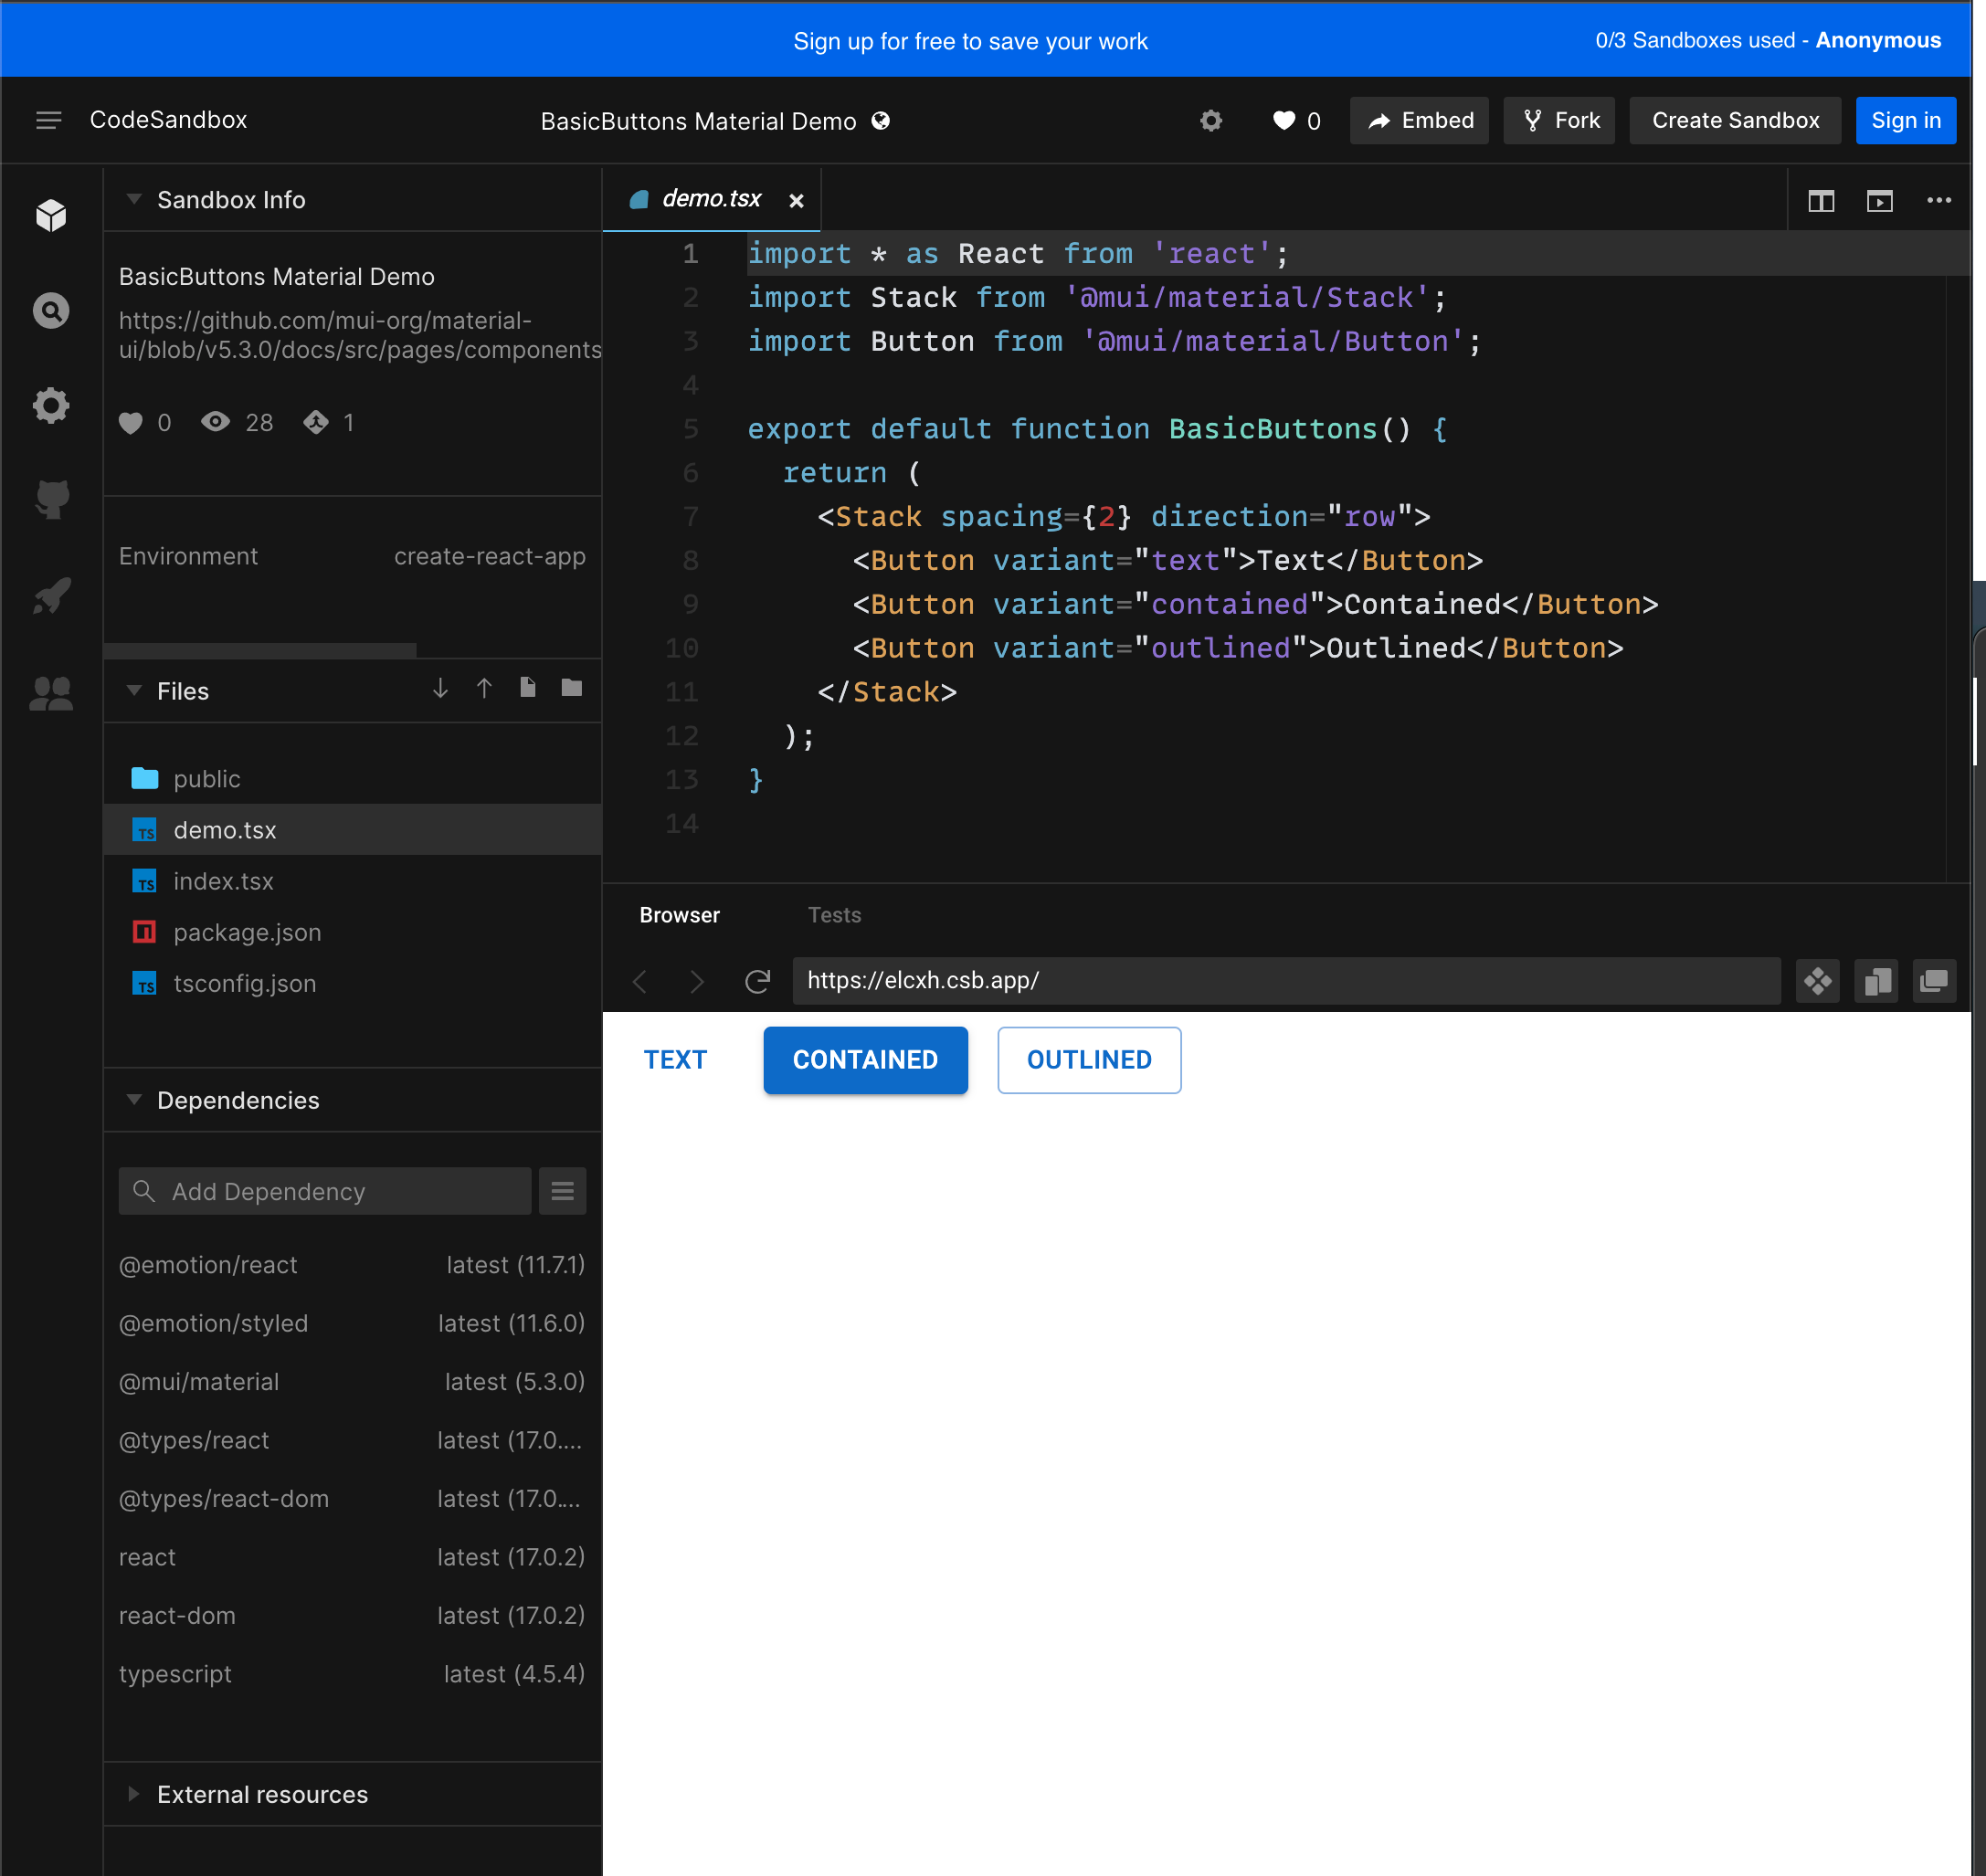 Sign up for free to save your work
0/3 Sandboxes used - Anonymous
CodeSandbox
BasicButtons Material Demo
0
Embed
Fork
Create Sandbox
Sign in
Sandbox Info
BasicButtons Material Demo
https://github.com/mui-org/material-
ui/blob/v5.3.0/docs/src/pages/components
0 28 1
Environment create-react-app
Files
public
demo.tsx
index.tsx
package.json
tsconfig.json
Dependencies
Add Dependency
@emotion/react latest (11.7.1)
@emotion/styled latest (11.6.0)
@mui/material latest (5.3.0)
@types/react latest (17.0....
@types/react-dom latest (17.0....
react latest (17.0.2)
react-dom latest (17.0.2)
typescript latest (4.5.4)
External resources
demo.tsx
1 import * as React from 'react';
2 import Stack from '@mui/material/Stack';
3 import Button from '@mui/material/Button';
4
5 export default function BasicButtons() {
6 return (
7 <Stack spacing={2} direction="row">
8 <Button variant="text">Text</Button>
9 <Button variant="contained">Contained</Button>
10 <Button variant="outlined">Outlined</Button>
11 </Stack>
12 );
13 }
14
Browser Tests
https://elcxh.csb.app/
TEXT CONTAINED OUTLINED